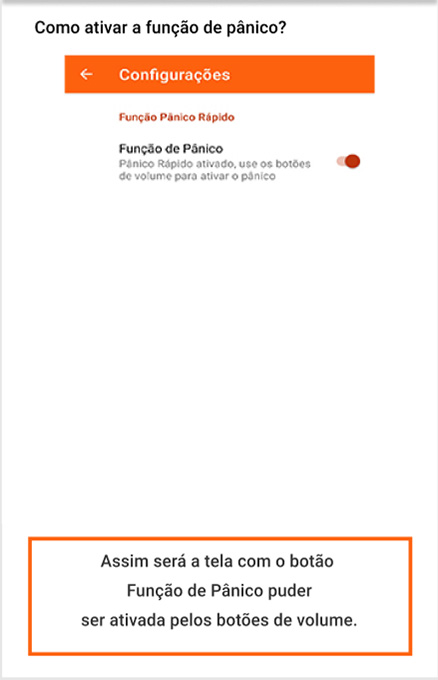 Como ativar a função de pânico?
Configurações
Função Pânico Rápido
Função de Pânico
Pânico Rápido ativado, use os botões
de volume para ativar o pânico
Assim será a tela com o botão
Função de Pânico puder
ser ativada pelos botões de volume.